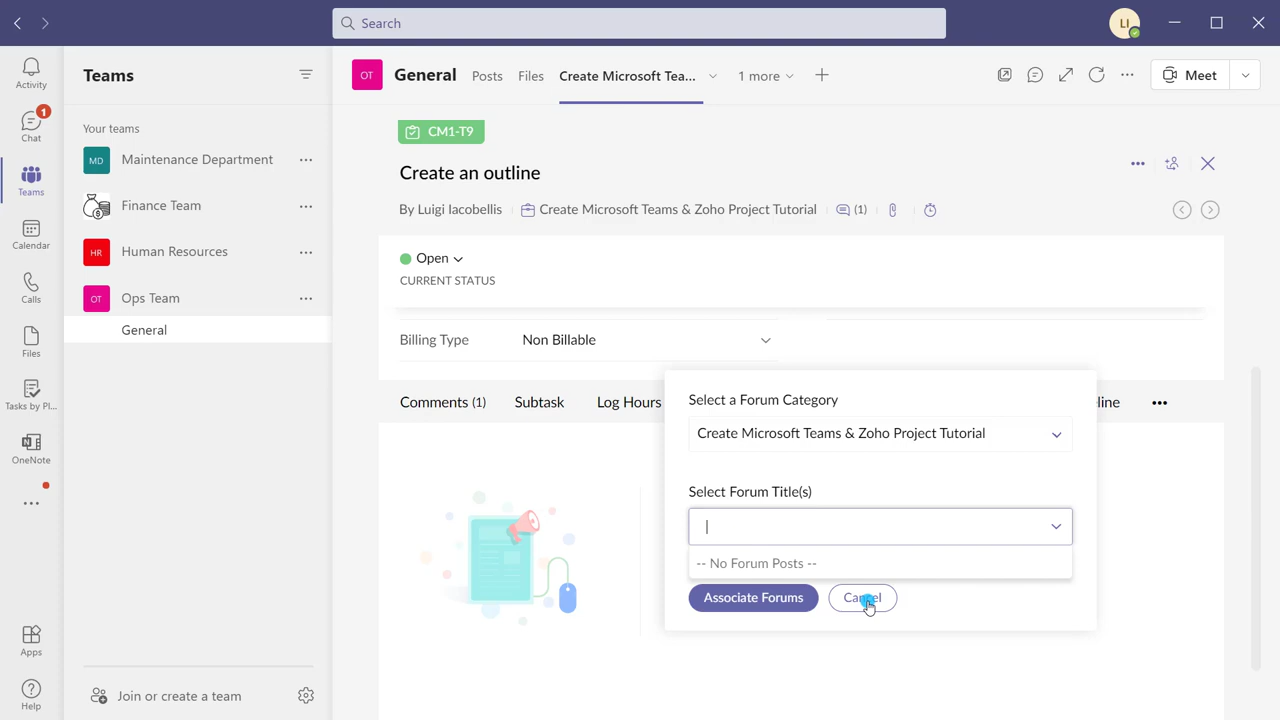 Search
LI
Activity
Chat
1
Teams
Calendar
Calls
Files
Tasks by Pl...
OneNote
Apps
Help
Teams
Your teams
MD Maintenance Department
Finance Team
HR Human Resources
OT Ops Team
General
Join or create a team
OT General Posts Files Create Microsoft Tea... 1 more
Meet
CM1-T9
Create an outline
By Luigi Iacobellis Create Microsoft Teams & Zoho Project Tutorial (1)
Open
CURRENT STATUS
Billing Type Non Billable
Comments (1) Subtask Log Hours line
Select a Forum Category
Create Microsoft Teams & Zoho Project Tutorial
Select Forum Title(s)
-- No Forum Posts --
Associate Forums Cancel